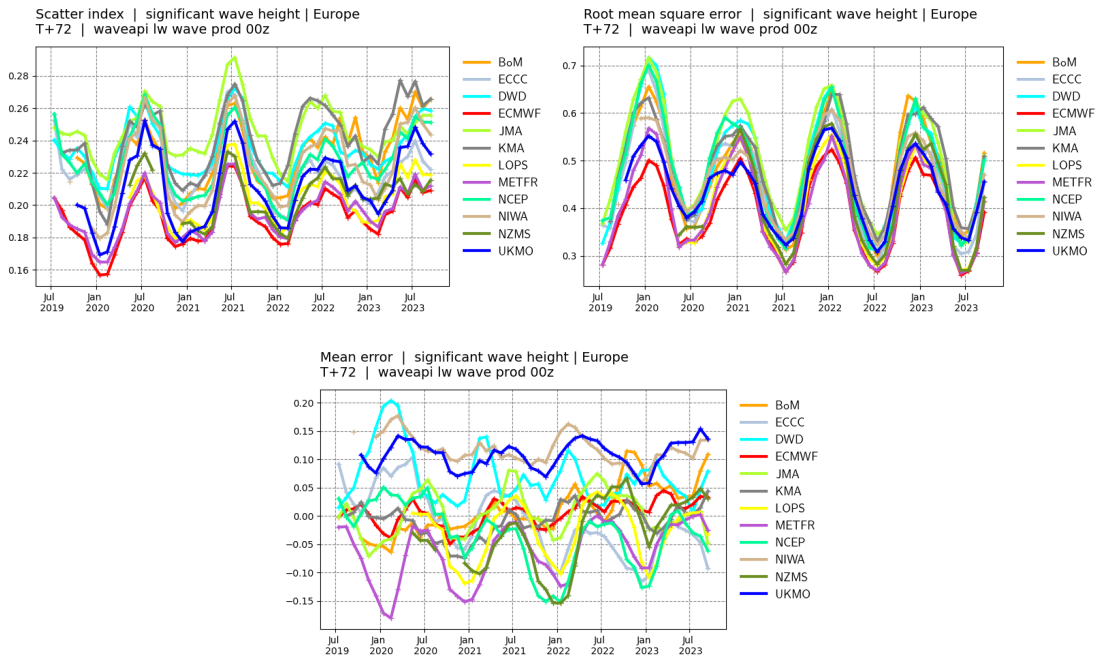 Scatter index | significant wave height | Europe
T+72 | waveapi lw wave prod 00z
0.28
0.26
0.24
0.22
0.20
0.18
0.16
Jul 2019
Jan 2020
Jul 2020
Jan 2021
Jul 2021
Jan 2022
Jul 2022
Jan 2023
Jul 2023
BoM
ECCC
DWD
ECMWF
JMA
KMA
LOPS
METFR
NCEP
NIWA
NZMS
UKMO
Root mean square error | significant wave height | Europe
T+72 | waveapi lw wave prod 00z
0.7
0.6
0.5
0.4
0.3
Jul 2019
Jan 2020
Jul 2020
Jan 2021
Jul 2021
Jan 2022
Jul 2022
Jan 2023
Jul 2023
BoM
ECCC
DWD
ECMWF
JMA
KMA
LOPS
METFR
NCEP
NIWA
NZMS
UKMO
Mean error | significant wave height | Europe
T+72 | waveapi lw wave prod 00z
0.20
0.15
0.10
0.05
0.00
−0.05
−0.10
−0.15
Jul 2019
Jan 2020
Jul 2020
Jan 2021
Jul 2021
Jan 2022
Jul 2022
Jan 2023
Jul 2023
BoM
ECCC
DWD
ECMWF
JMA
KMA
LOPS
METFR
NCEP
NIWA
NZMS
UKMO